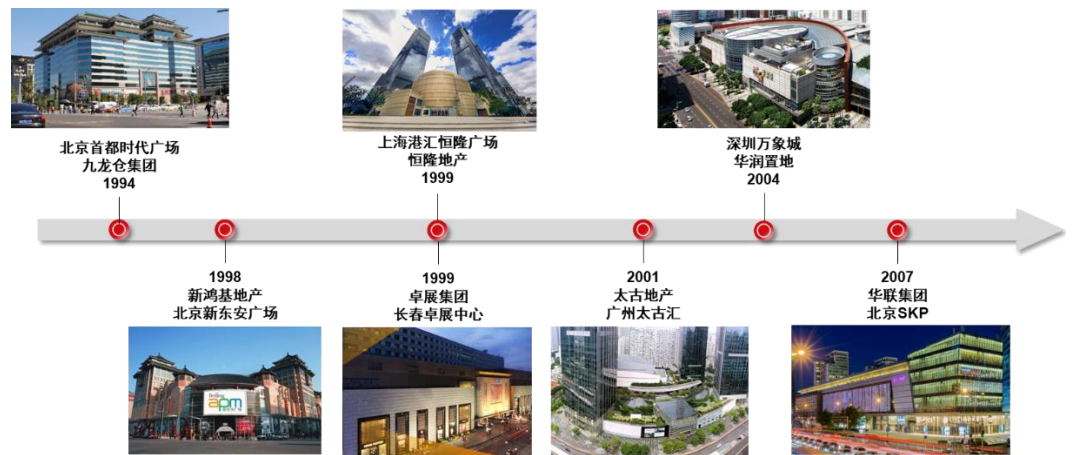 北京首都时代广场
九龙仓集团
1994
上海港汇恒隆广场
恒隆地产
1999
深圳万象城
华润置地
2004
1998
新鸿基地产
北京新东安广场
1999
卓展集团
长春卓展中心
2001
太古地产
广州太古汇
2007
华联集团
北京SKP
Beijing
apm